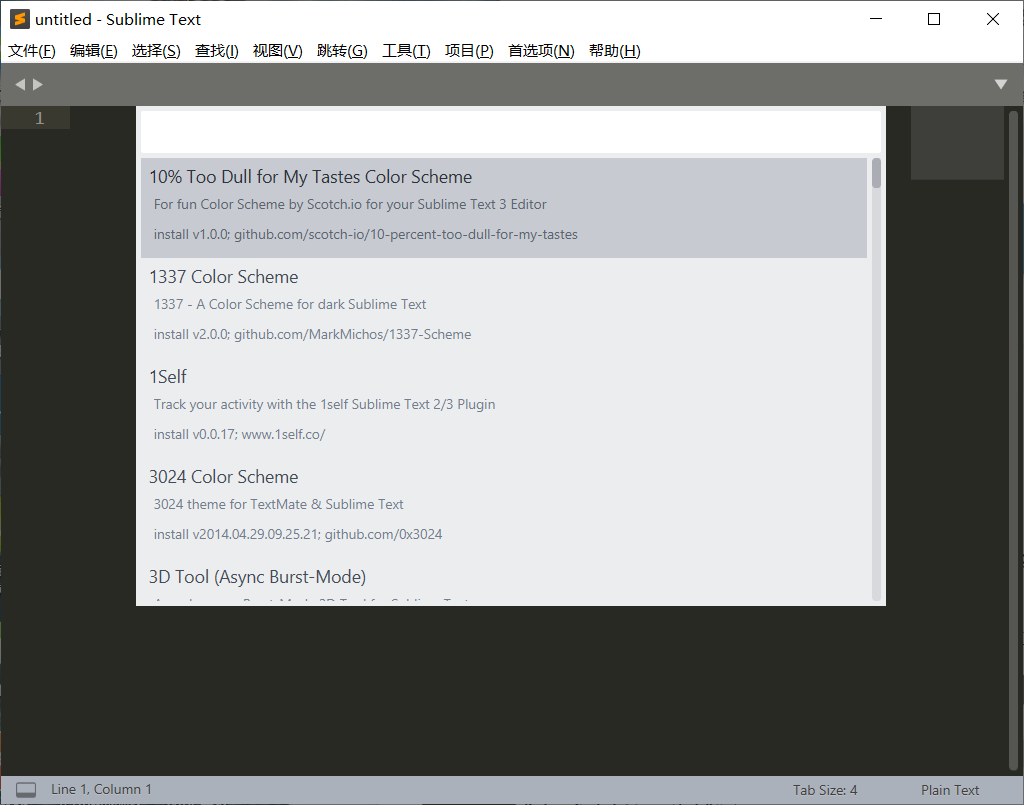 untitled - Sublime Text
文件(F) 编辑(E) 选择(S) 查找(I) 视图(V) 跳转(G) 工具(T) 项目(P) 首选项(N) 帮助(H)
1
10% Too Dull for My Tastes Color Scheme
For fun Color Scheme by Scotch.io for your Sublime Text 3 Editor
install v1.0.0; github.com/scotch-io/10-percent-too-dull-for-my-tastes
1337 Color Scheme
1337 - A Color Scheme for dark Sublime Text
install v2.0.0; github.com/MarkMichos/1337-Scheme
1Self
Track your activity with the 1self Sublime Text 2/3 Plugin
install v0.0.17; www.1self.co/
3024 Color Scheme
3024 theme for TextMate & Sublime Text
install v2014.04.29.09.25.21; github.com/0x3024
3D Tool (Async Burst-Mode)
Line 1, Column 1 Tab Size: 4 Plain Text